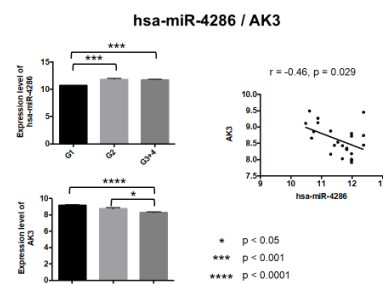 hsa-miR-4286 / AK3
Expression level of
hsa-miR-4286
15
10
5
0
***
***
G1
G2
G3+4
r = -0.46, p = 0.029
AK3
10.0
9.5
9.0
8.5
8.0
7.5
9
10
11
12
13
hsa-miR-4286
Expression level of
AK3
10
8
6
4
2
0
****
*
* p < 0.05
*** p < 0.001
**** p < 0.0001